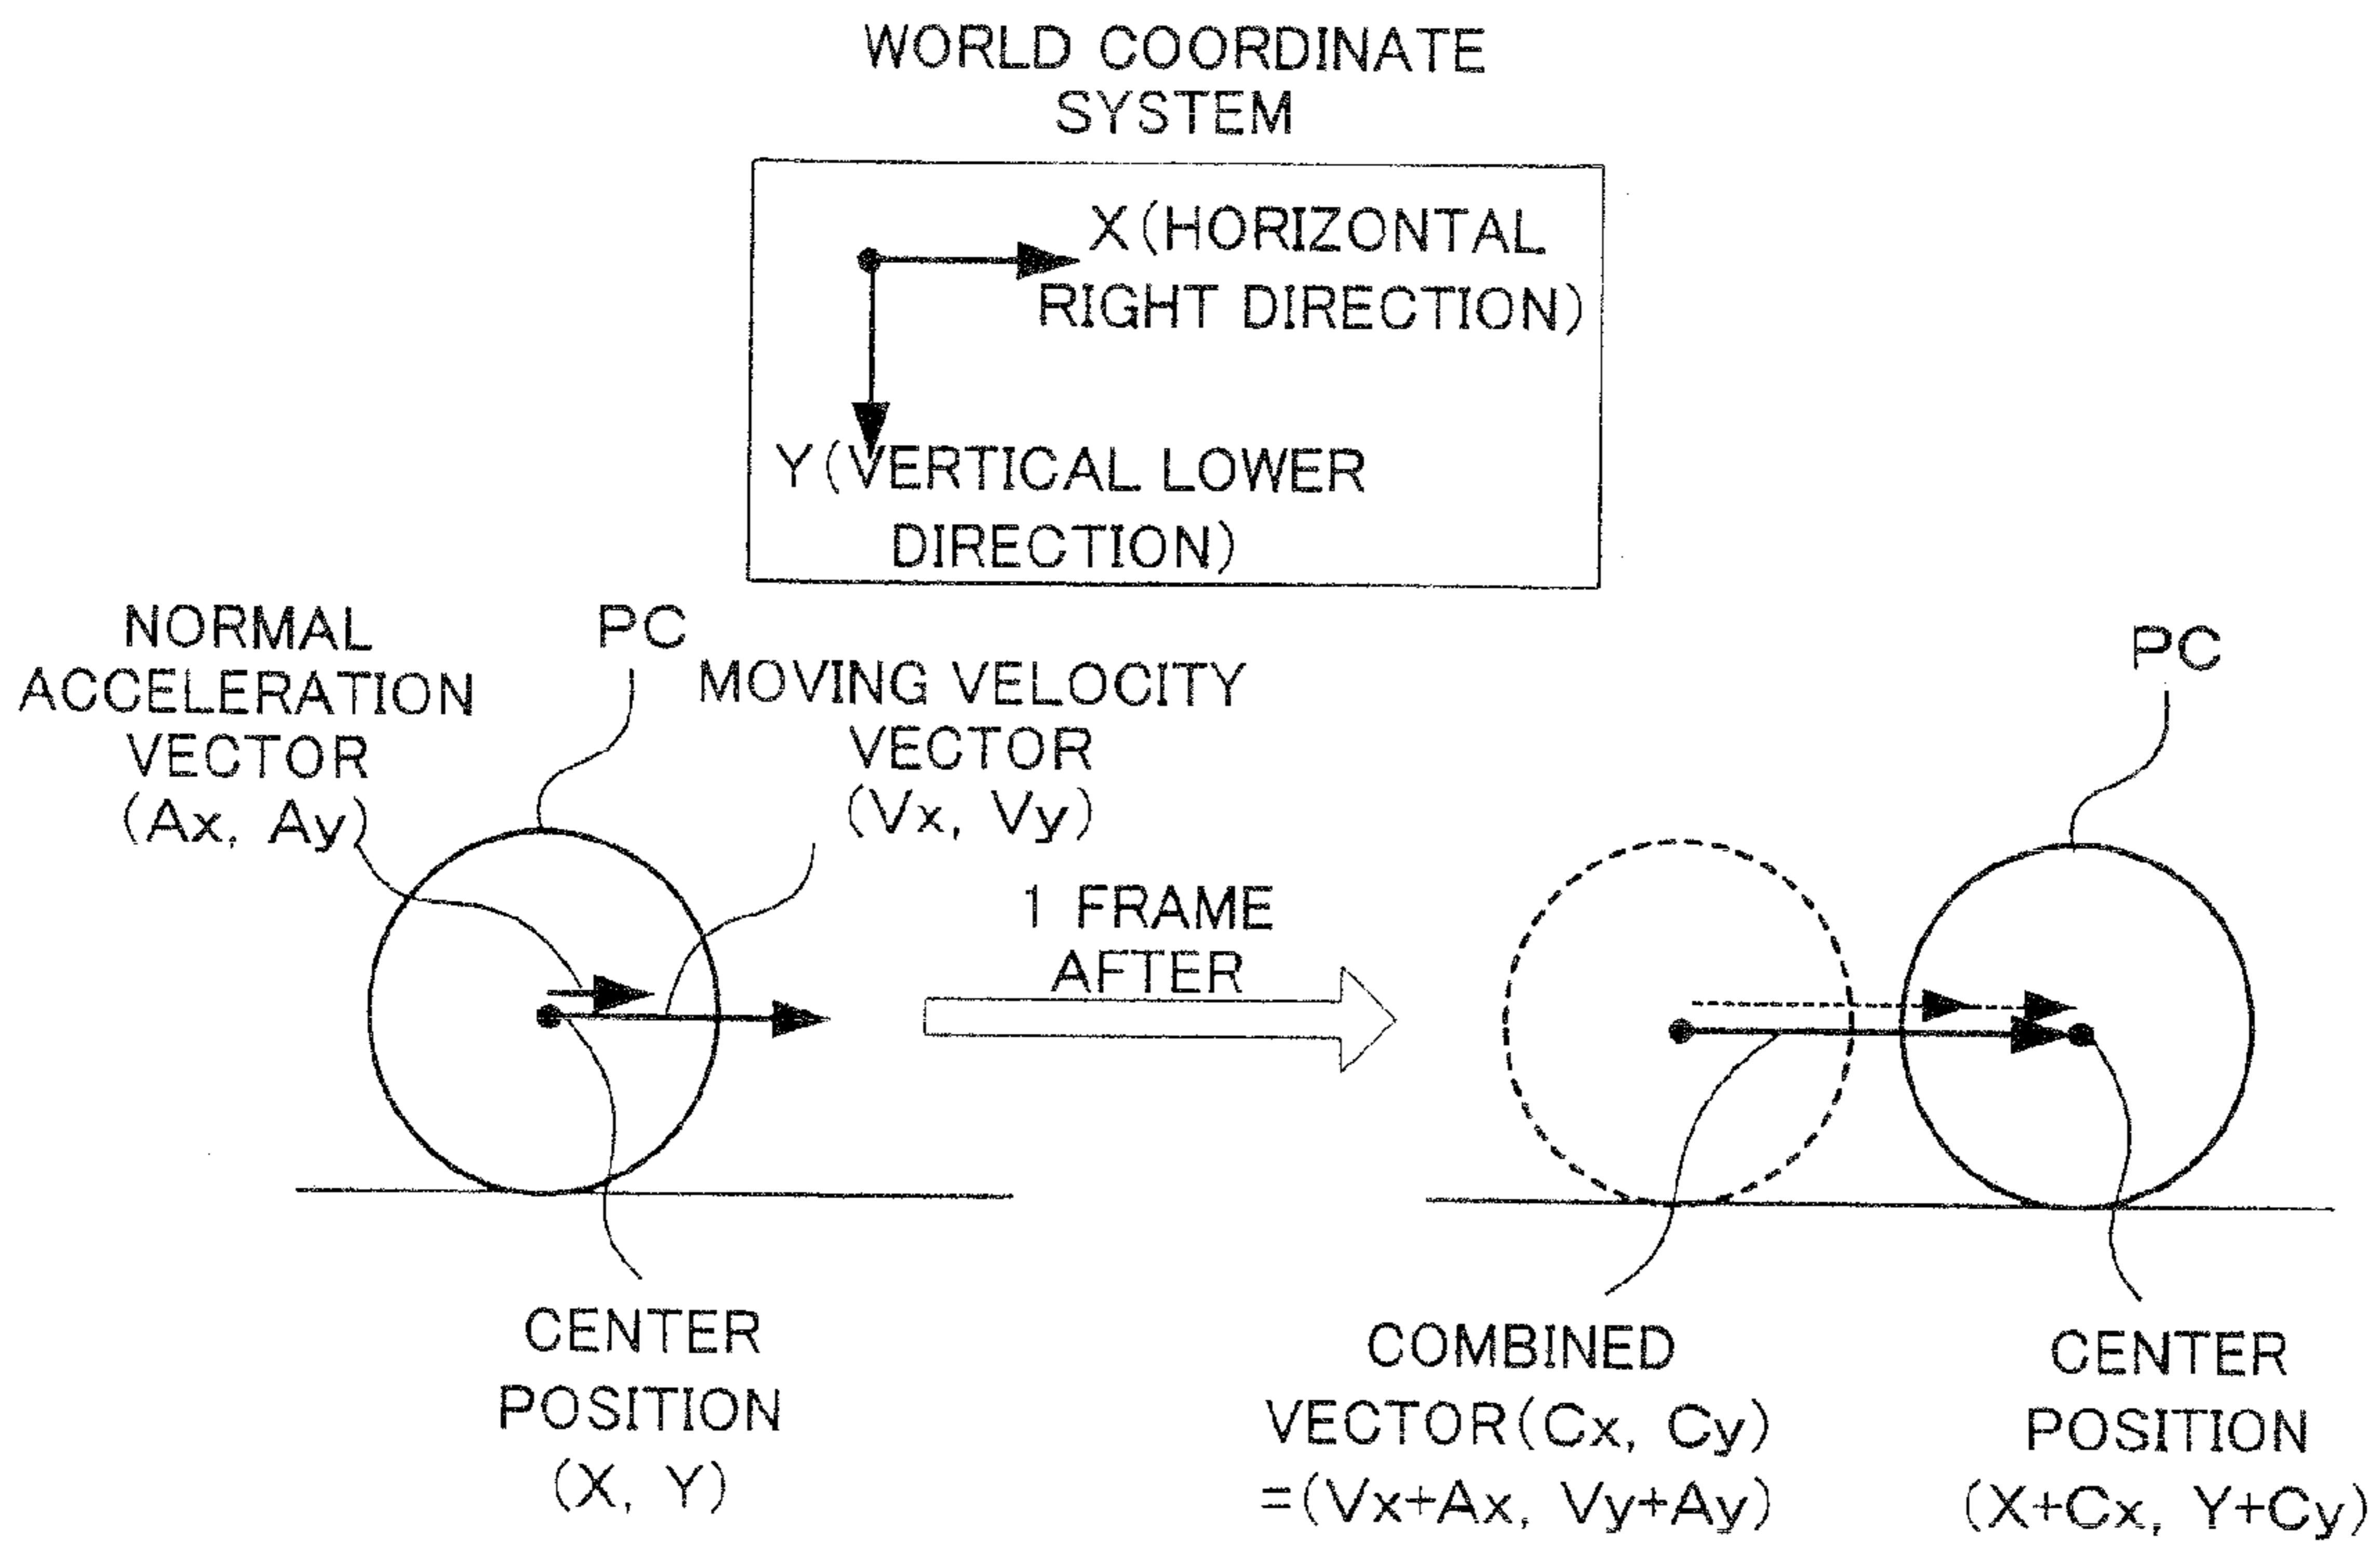 WORLD COORDINATE
SYSTEM
X(HORIZONTAL
RIGHT DIRECTION)
Y(VERTICAL LOWER
DIRECTION)
NORMAL
ACCELERATION
VECTOR
(Ax, Ay)
PC
MOVING VELOCITY
VECTOR
(Vx, Vy)
1 FRAME
AFTER
PC
CENTER
POSITION
(X, Y)
COMBINED
VECTOR(Cx, Cy)
=(Vx+Ax, Vy+Ay)
CENTER
POSITION
(X+Cx, Y+Cy)